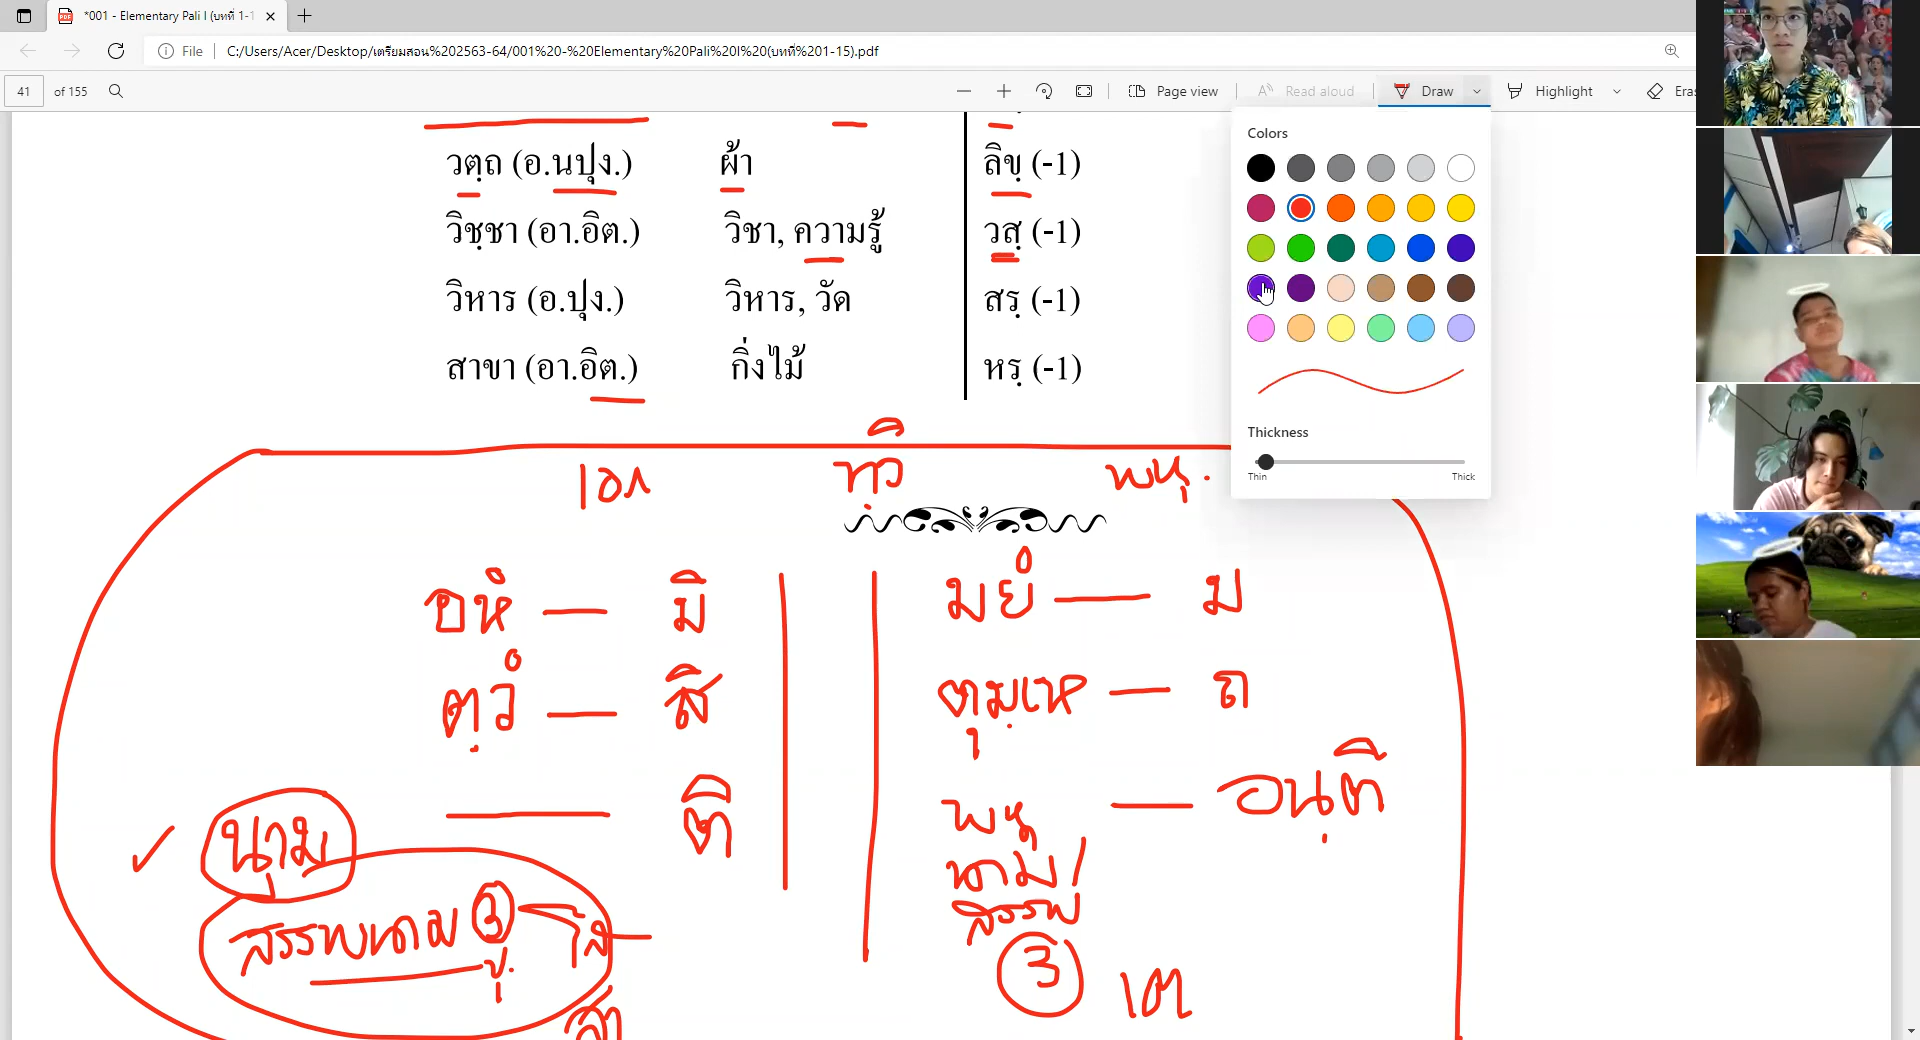 *001 - Elementary Pali I (บทที่ 1-1
File
C:/Users/Acer/Desktop/เตรียมสอน%202563-64/001%20-%20Elementary%20Pali%20I%20(บทที่%201-15).pdf
41 of 155
Page view
Read aloud
Draw
Highlight
Eras
Colors
Thickness
Thin Thick
วตฺถ (อ.นปุํง.) ผ้า ลิขฺ (-1)
วิชฺชา (อา.อิต.) วิชา, ความรู้ วสฺ (-1)
วิหาร (อ.ปุํง.) วิหาร, วัด สรฺ (-1)
สาขา (อา.อิต.) กิ่งไม้ หรฺ (-1)
เอก ทฺวิ พหุ.
อหํ — มิ มยํ — ม
ตฺวํ — สิ ตุมฺเห — ถ
— ติ พหุ — อนฺติ
นาม นาม/
สรรพนาม 3 สรรพ
ปุ. โส
3 เต
สา